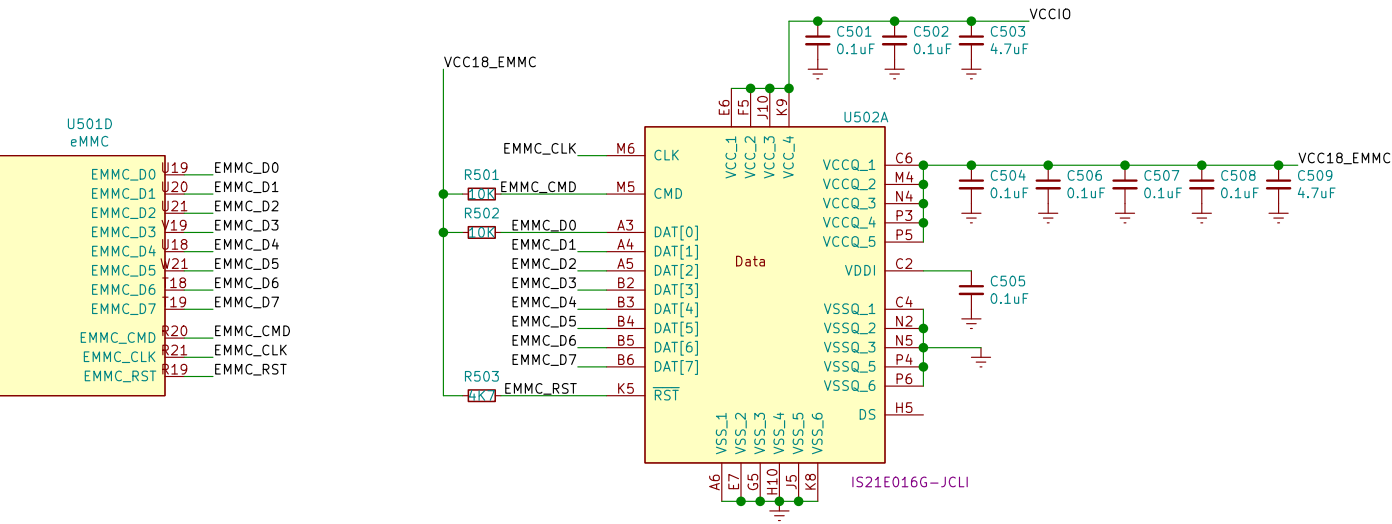 VCCIO
C501
0.1uF
C502
0.1uF
C503
4.7uF
VCC18_EMMC
E6
F5
J10
K9
U502A
U501D
eMMC
VCC_1
VCC_2
VCC_3
VCC_4
EMMC_D0 U19 EMMC_D0
EMMC_D1 U20 EMMC_D1
EMMC_D2 U21 EMMC_D2
EMMC_D3 V19 EMMC_D3
EMMC_D4 U18 EMMC_D4
EMMC_D5 W21 EMMC_D5
EMMC_D6 T18 EMMC_D6
EMMC_D7 T19 EMMC_D7
EMMC_CMD R20 EMMC_CMD
EMMC_CLK R21 EMMC_CLK
EMMC_RST R19 EMMC_RST
EMMC_CLK M6 CLK
R501
10K EMMC_CMD M5 CMD
R502
10K EMMC_D0 A3 DAT[0]
EMMC_D1 A4 DAT[1]
EMMC_D2 A5 DAT[2]
EMMC_D3 B2 DAT[3]
EMMC_D4 B3 DAT[4]
EMMC_D5 B4 DAT[5]
EMMC_D6 B5 DAT[6]
EMMC_D7 B6 DAT[7]
R503
4K7 EMMC_RST K5 RST
Data
VCCQ_1 C6
VCCQ_2 M4
VCCQ_3 N4
VCCQ_4 P3
VCCQ_5 P5
VDDI C2
VSSQ_1 C4
VSSQ_2 N2
VSSQ_3 N5
VSSQ_5 P4
VSSQ_6 P6
DS H5
VCC18_EMMC
C504
0.1uF
C506
0.1uF
C507
0.1uF
C508
0.1uF
C509
4.7uF
C505
0.1uF
VSS_1
VSS_2
VSS_3
VSS_4
VSS_5
VSS_6
A6
E7
G5
H10
J5
K8
IS21E016G-JCLI